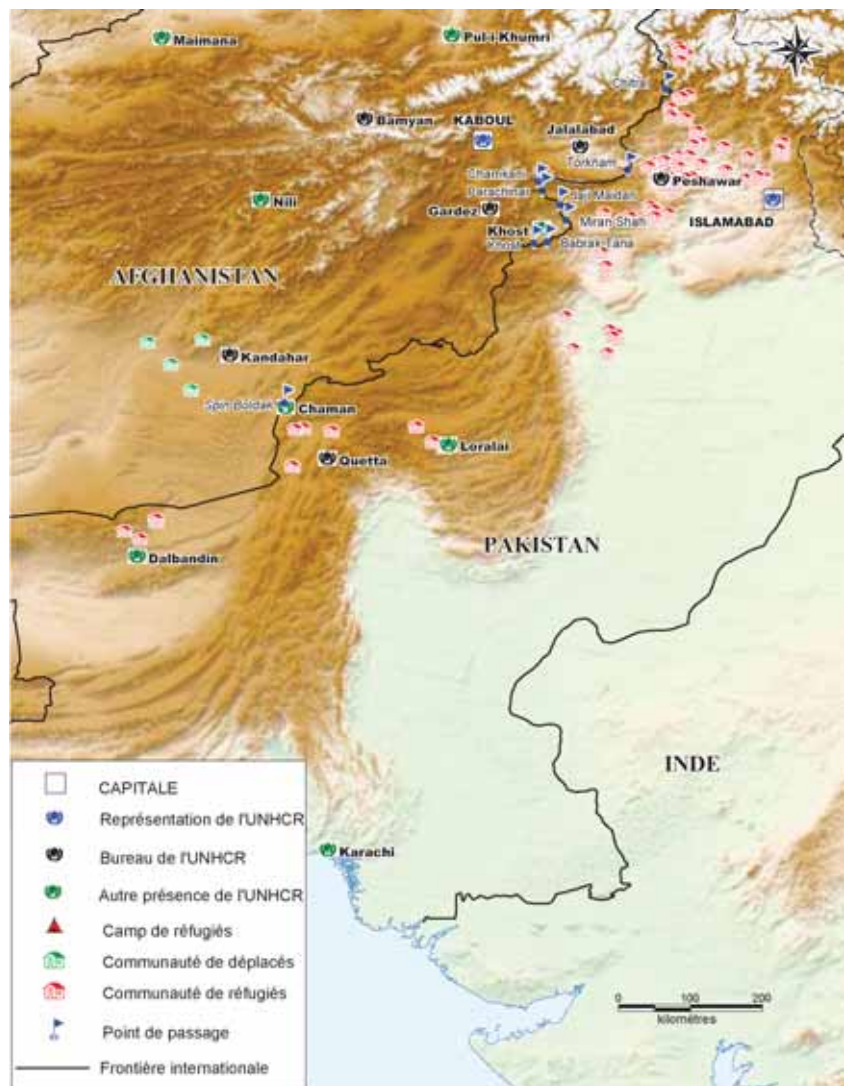 Maimana
Pul-i-Khumri
Chitral
Bamyan
KABOUL
Jalalabad
Torkham
Chamkani
Parachinar
Peshawar
Nili
Gardez
Jaji Maidan
Miran Shah
ISLAMABAD
Khost
Khost
Babrak Tana
AFGHANISTAN
Kandahar
Spin Boldak
Chaman
Quetta
Loralai
PAKISTAN
Dalbandin
INDE
Karachi
CAPITALE
Représentation de l'UNHCR
Bureau de l'UNHCR
Autre présence de l'UNHCR
Camp de réfugiés
Communauté de déplacés
Communauté de réfugiés
Point de passage
Frontière internationale
0 100 200
kilomètres